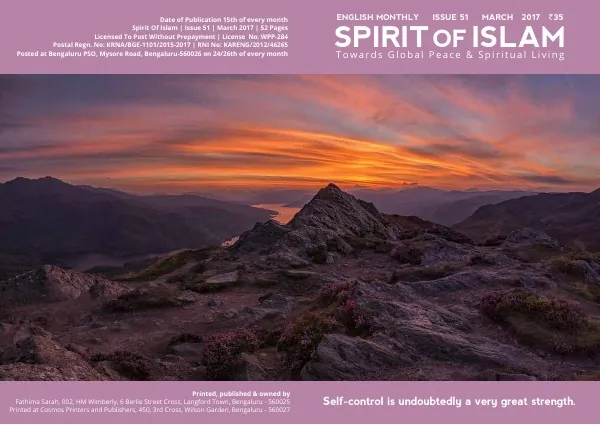 Date of Publication 15th of every month
Spirit Of Islam | Issue 51 | March 2017 | 52 Pages
Licensed To Post Without Prepayment | License No. WPP-284
Postal Regn. No: KRNA/BGE-1101/2015-2017 | RNI No: KARENG/2012/46265
Posted at Bengaluru PSO, Mysore Road, Bengaluru-560026 on 24/26th of every month
ENGLISH MONTHLY ISSUE 51 MARCH 2017 ₹35
SPIRIT OF ISLAM
Towards Global Peace & Spiritual Living
Printed, published & owned by
Fathima Sarah, 002, HM Wimberly, 6 Berlie Street Cross, Langford Town, Bengaluru - 560025
Printed at Cosmos Printers and Publishers, 450, 3rd Cross, Wilson Garden, Bengaluru - 560027
Self-control is undoubtedly a very great strength.